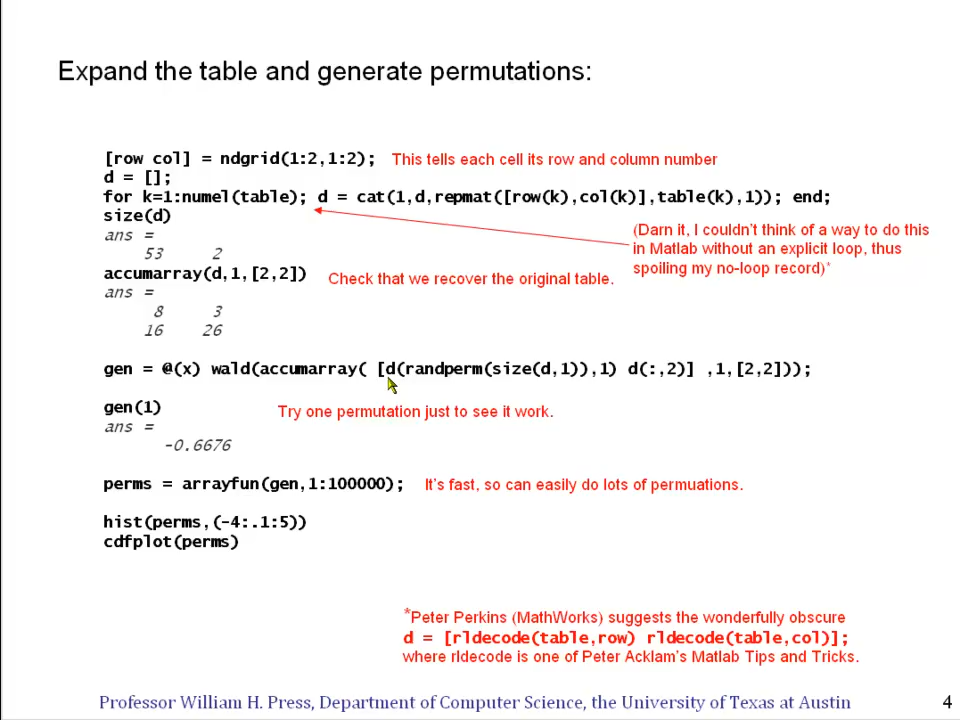 Expand the table and generate permutations:
[row col] = ndgrid(1:2,1:2); This tells each cell its row and column number
d = [];
for k=1:numel(table); d = cat(1,d,repmat([row(k),col(k)],table(k),1)); end;
size(d)
ans =
53 2
(Darn it, I couldn't think of a way to do this
in Matlab without an explicit loop, thus
spoiling my no-loop record)*
accumarray(d,1,[2,2]) Check that we recover the original table.
ans =
8 3
16 26
gen = @(x) wald(accumarray( [d(randperm(size(d,1)),1) d(:,2)] ,1,[2,2]));
gen(1) Try one permutation just to see it work.
ans =
-0.6676
perms = arrayfun(gen,1:100000); It's fast, so can easily do lots of permuations.
hist(perms,(-4:.1:5))
cdfplot(perms)
*Peter Perkins (MathWorks) suggests the wonderfully obscure
d = [rldecode(table,row) rldecode(table,col)];
where rldecode is one of Peter Acklam's Matlab Tips and Tricks.
Professor William H. Press, Department of Computer Science, the University of Texas at Austin 4